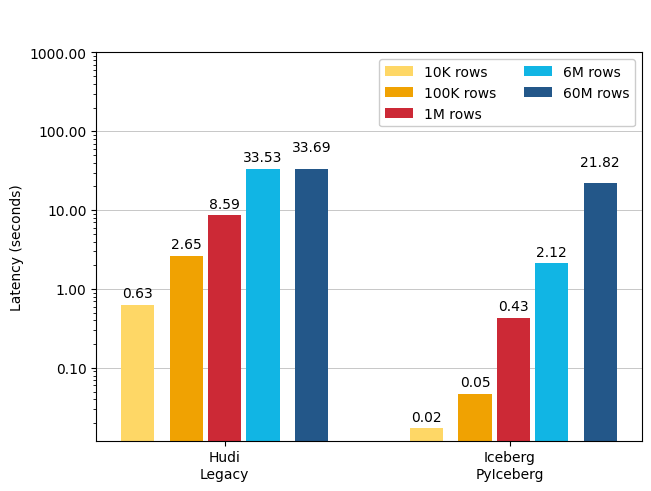 1000.00
100.00
10.00
1.00
0.10
Latency (seconds)
10K rows
100K rows
1M rows
6M rows
60M rows
0.63
2.65
8.59
33.53
33.69
0.02
0.05
0.43
2.12
21.82
Hudi
Legacy
Iceberg
PyIceberg